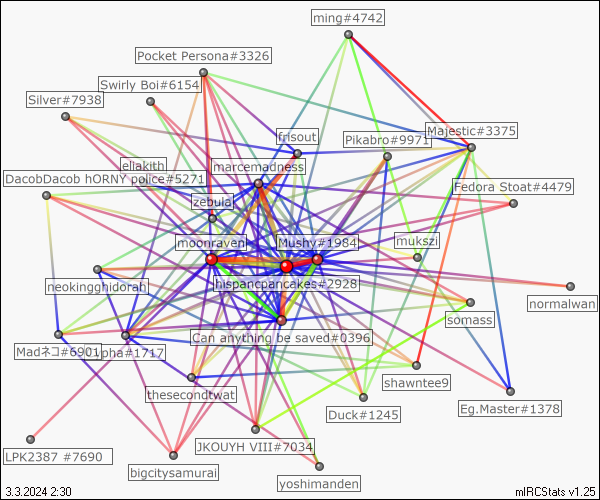 ming#4742
Pocket Persona#3326
Swirly Boi#6154
Silver#7938
Majestic#3375
frisout
Pikabro#9971
eliakith
marcemadness
DacobDacob hORNY police#5271
Fedora Stoat#4479
zebula
moonraven
Mushy#1984
mukszi
neokingghidorah
hispancpancakes#2928
normalwan
somass
Can anything be saved#0396
Madネコ#6901
#1717
shawntee9
thesecondtwat
Duck#1245
Eg.Master#1378
LPK2387 #7690
JKOUYH VIII#7034
bigcitysamurai
yoshimanden
3.3.2024 2:30
mIRCStats v1.25